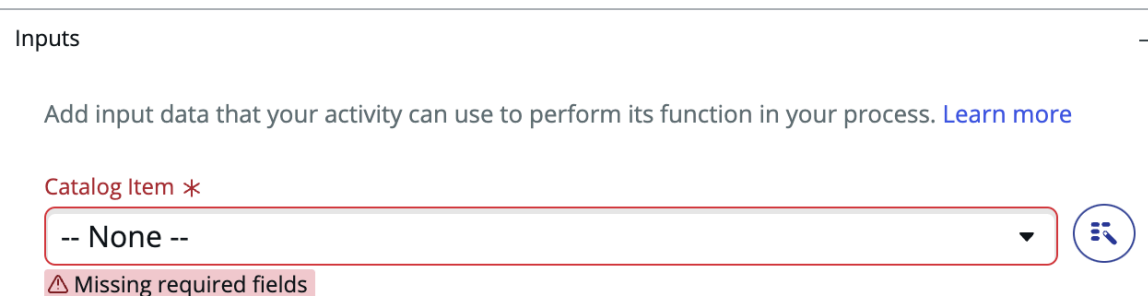 Inputs
Add input data that your activity can use to perform its function in your process. Learn more
Catalog Item *
-- None --
Missing required fields